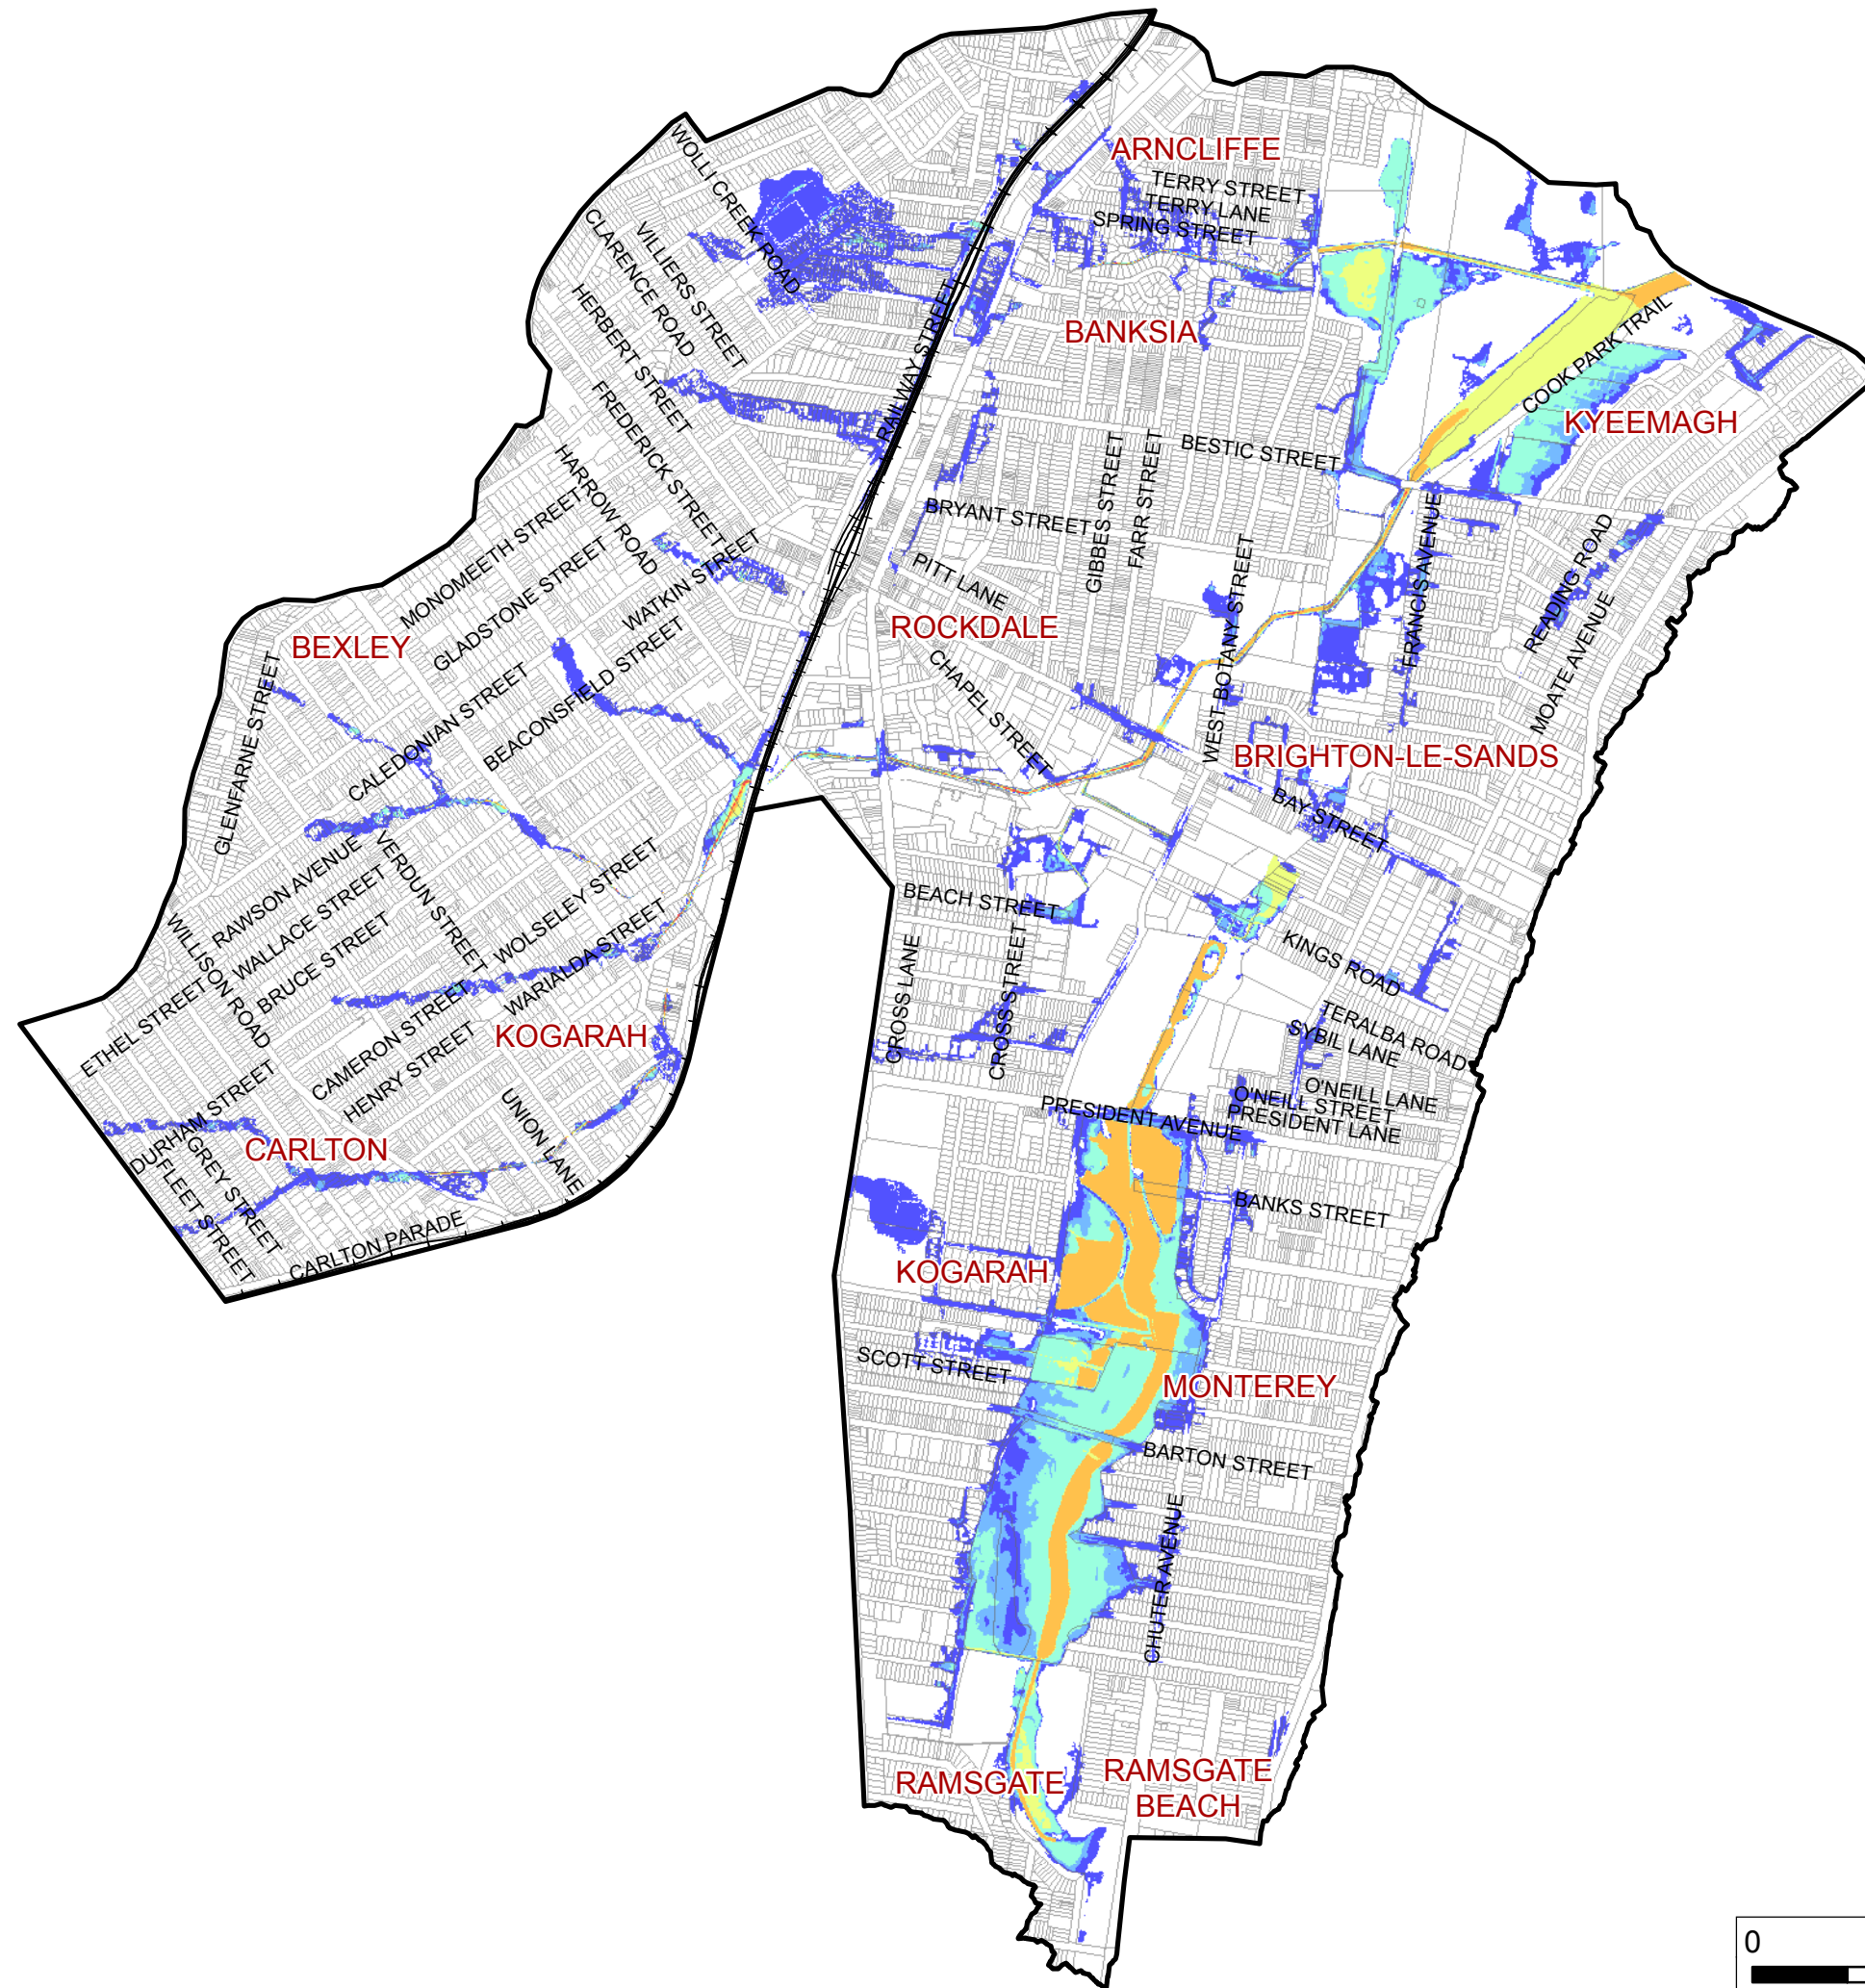 ARNCLIFFE
TERRY STREET
TERRY LANE
SPRING STREET
WOLLI CREEK ROAD
CLARENCE ROAD
VILLIERS STREET
HERBERT STREET
FREDERICK STREET
HARROW ROAD
RAILWAY STREET
BANKSIA
COOK PARK TRAIL
KYEEMAGH
BESTIC STREET
GIBBES STREET
FARR STREET
BRYANT STREET
PITT LANE
ROCKDALE
CHAPEL STREET
WEST BOTANY STREET
FRANCIS AVENUE
READING ROAD
MOATE AVENUE
BRIGHTON-LE-SANDS
BAY STREET
MONOMEETH STREET
GLADSTONE STREET
WATKIN STREET
BEXLEY
GLENFARNE STREET
CALEDONIAN STREET
BEACONSFIELD STREET
RAWSON AVENUE
VERDUN STREET
WALLACE STREET
BRUCE STREET
WOLSELEY STREET
WARIALDA STREET
WILLISON ROAD
ETHEL STREET
CAMERON STREET
HENRY STREET
KOGARAH
UNION LANE
DURHAM STREET
GREY STREET
FLEET STREET
CARLTON
CARLTON PARADE
BEACH STREET
CROSS LANE
CROSS STREET
KINGS ROAD
TERALBA ROAD
SYBIL LANE
O'NEILL LANE
O'NEILL STREET
PRESIDENT LANE
PRESIDENT AVENUE
BANKS STREET
KOGARAH
SCOTT STREET
MONTEREY
BARTON STREET
CHUTER AVENUE
RAMSGATE
RAMSGATE
BEACH
0